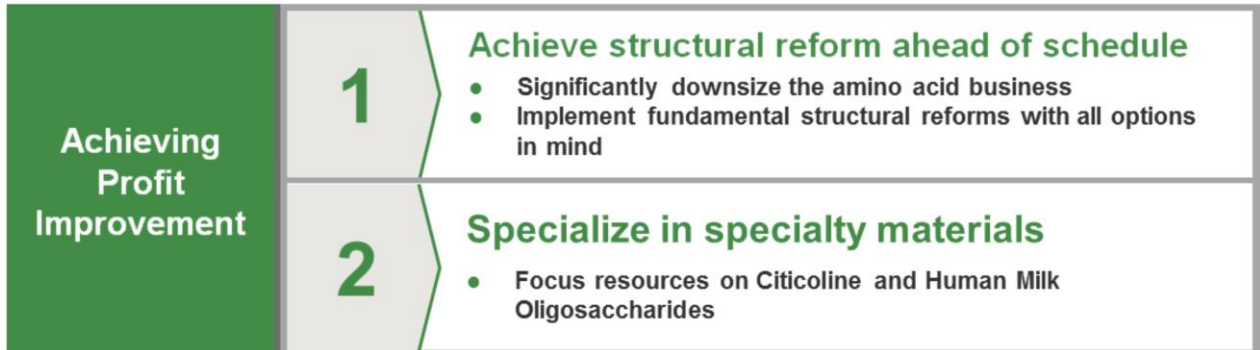 Achieving
Profit
Improvement
1
Achieve structural reform ahead of schedule
● Significantly downsize the amino acid business
● Implement fundamental structural reforms with all options
in mind
2
Specialize in specialty materials
● Focus resources on Citicoline and Human Milk
Oligosaccharides